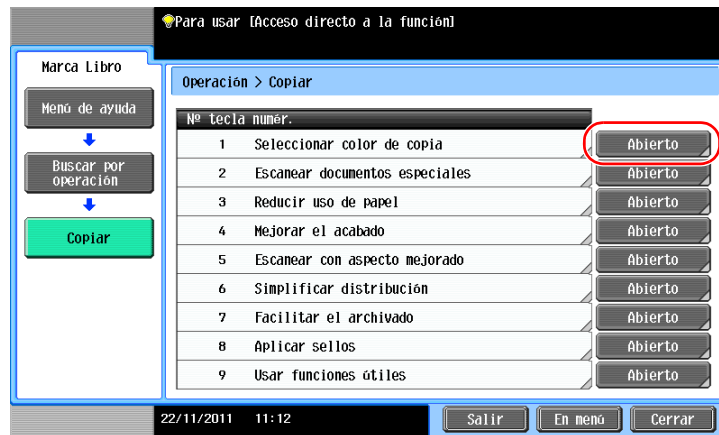 Para usar [Acceso directo a la función]
Marca Libro
Menú de ayuda
Buscar por
operación
Copiar
Operación > Copiar
Nº tecla numér.
1 Seleccionar color de copia Abierto
2 Escanear documentos especiales Abierto
3 Reducir uso de papel Abierto
4 Mejorar el acabado Abierto
5 Escanear con aspecto mejorado Abierto
6 Simplificar distribución Abierto
7 Facilitar el archivado Abierto
8 Aplicar sellos Abierto
9 Usar funciones útiles Abierto
22/11/2011 11:12 Salir En menú Cerrar